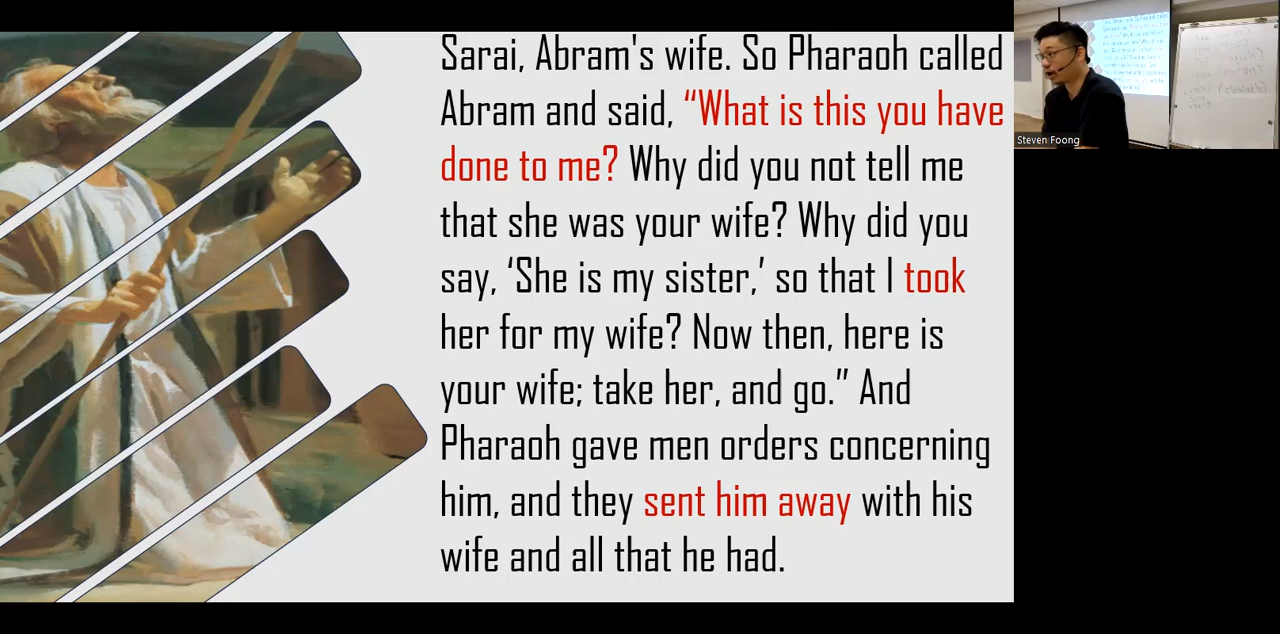 Sarai, Abram's wife. So Pharaoh called
Abram and said, “What is this you have
done to me? Why did you not tell me
that she was your wife? Why did you
say, ‘She is my sister,’ so that I took
her for my wife? Now then, here is
your wife; take her, and go.” And
Pharaoh gave men orders concerning
him, and they sent him away with his
wife and all that he had.
Steven Foong